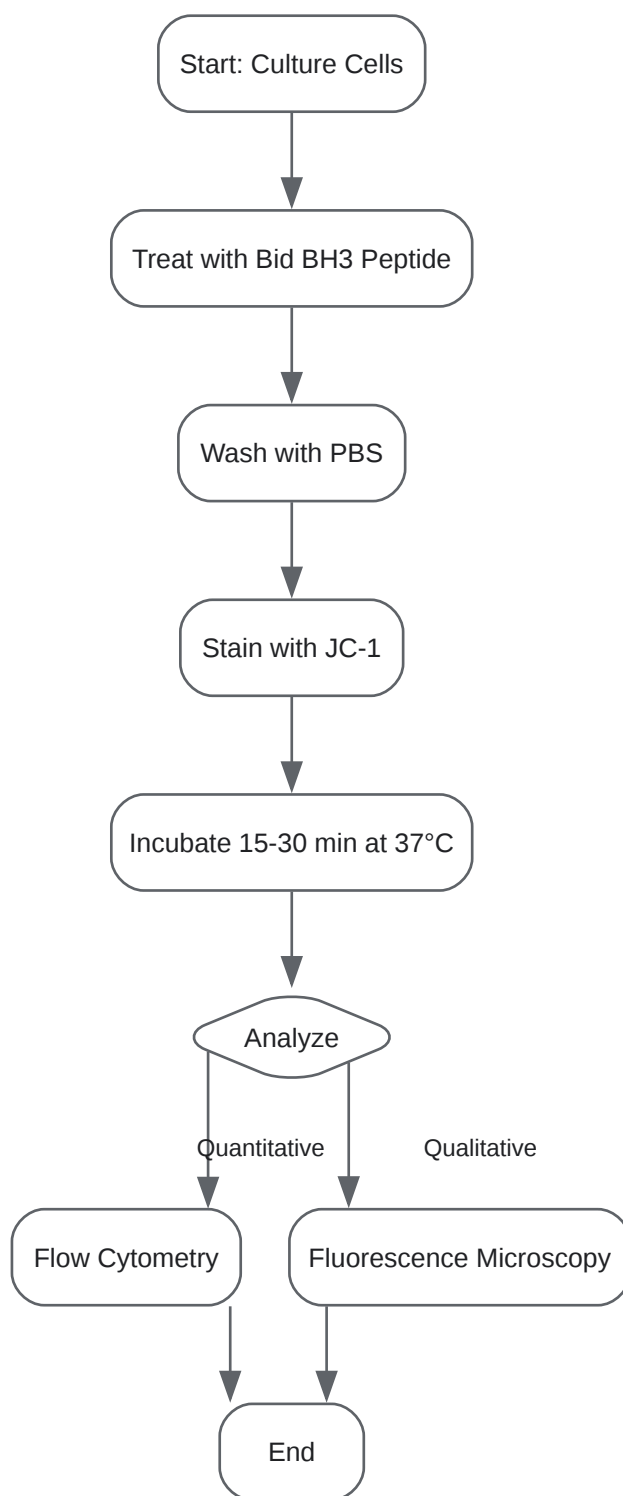 Start: Culture Cells
Treat with Bid BH3 Peptide
Wash with PBS
Stain with JC-1
Incubate 15-30 min at 37°C
Analyze
Quantitative
Qualitative
Flow Cytometry
Fluorescence Microscopy
End